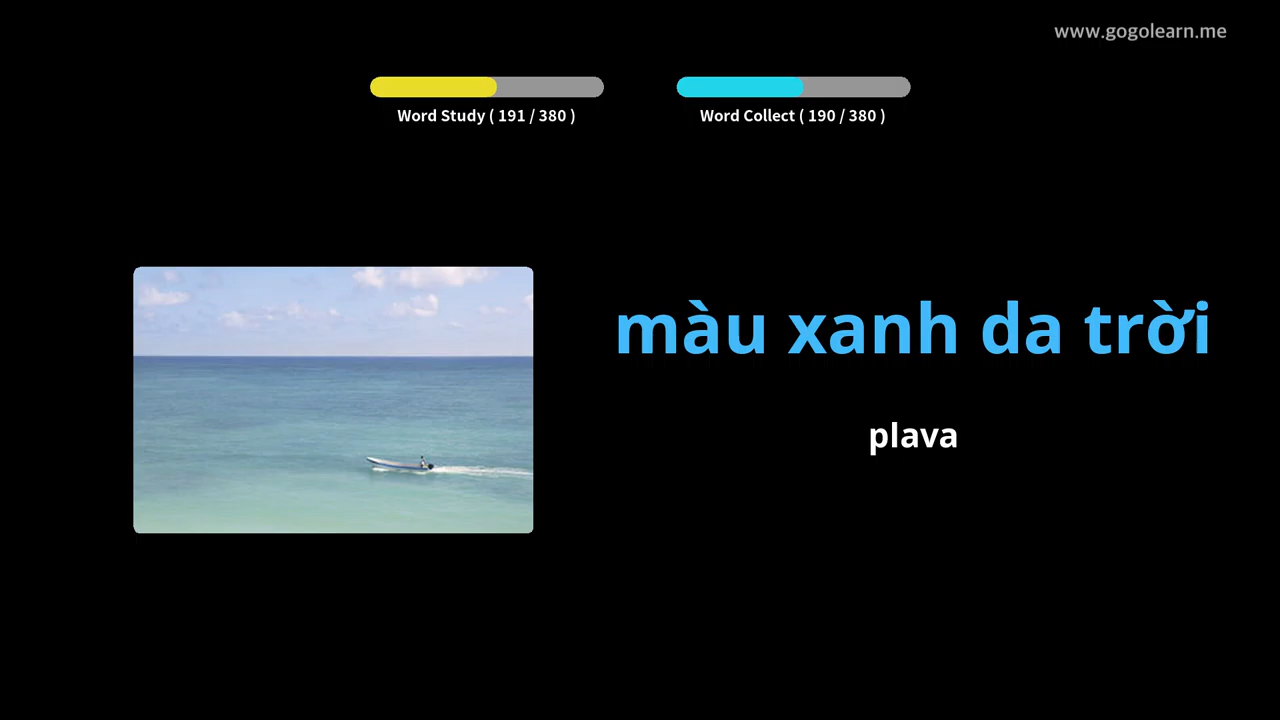 www.gogolearn.me
Word Study ( 191 / 380 )
Word Collect ( 190 / 380 )
màu xanh da trời
plava